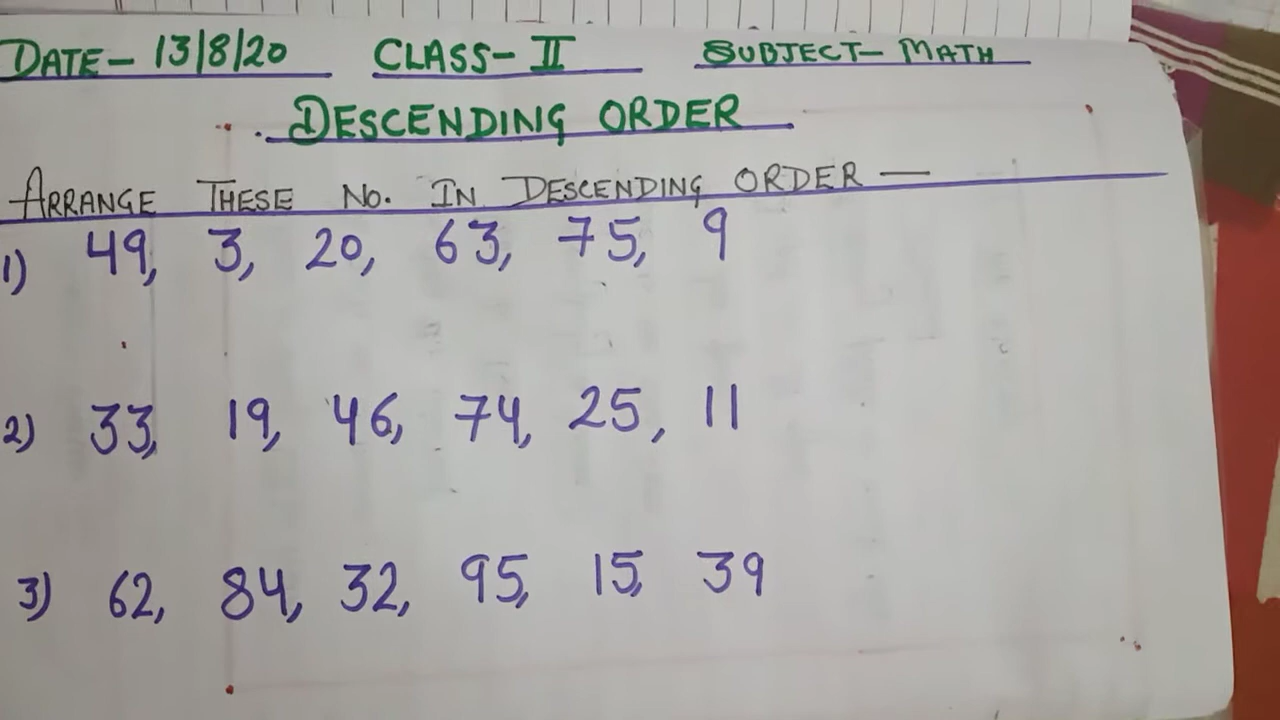 DATE- 13/8/20 CLASS- II SUBJECT- MATH
DESCENDING ORDER
ARRANGE THESE No. IN DESCENDING ORDER —
1) 49, 3, 20, 63, 75, 9
2) 33, 19, 46, 74, 25, 11
3) 62, 84, 32, 95, 15, 39